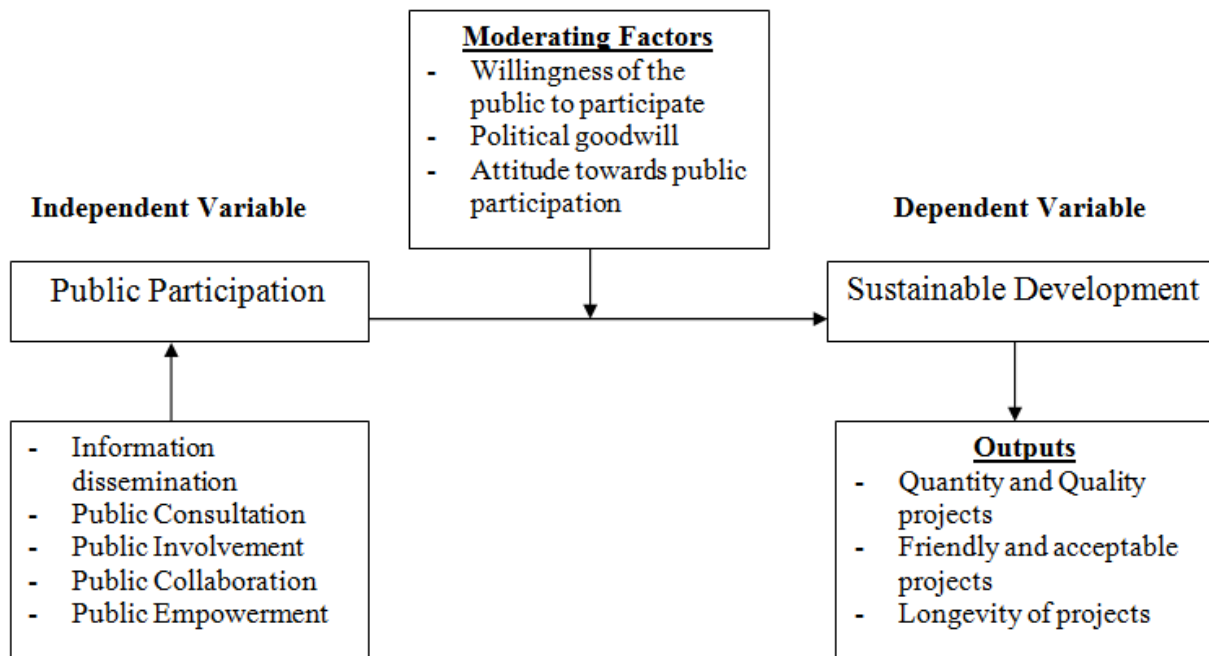 Moderating Factors
- Willingness of the
public to participate
- Political goodwill
- Attitude towards public
participation
Independent Variable
Dependent Variable
Public Participation
Sustainable Development
- Information
dissemination
- Public Consultation
- Public Involvement
- Public Collaboration
- Public Empowerment
Outputs
- Quantity and Quality
projects
- Friendly and acceptable
projects
- Longevity of projects